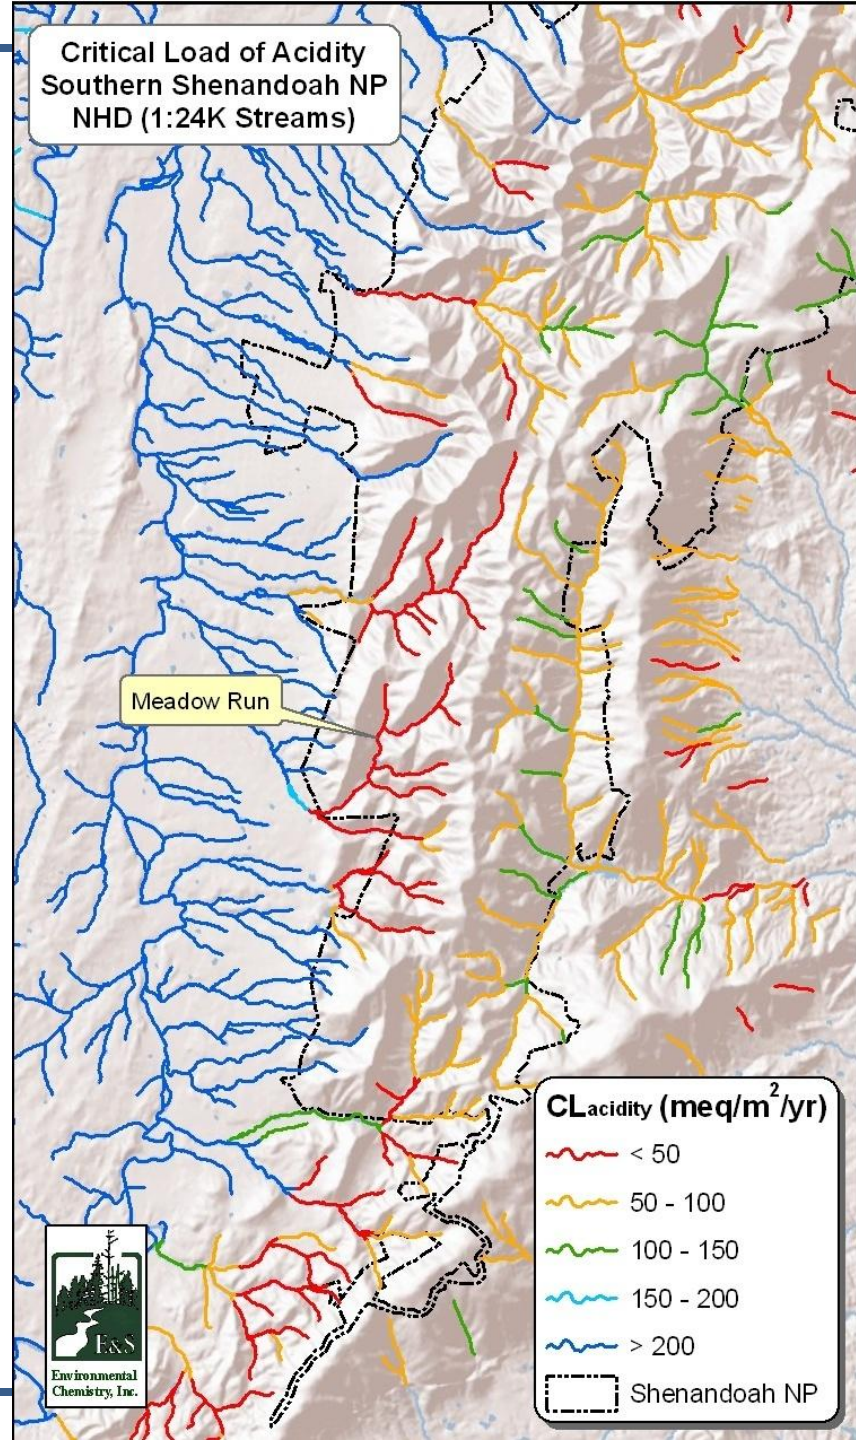 Critical Load of Acidity
Southern Shenandoah NP
NHD (1:24K Streams)
Meadow Run
CLacidity (meq/m²/yr)
< 50
50 - 100
100 - 150
150 - 200
> 200
Shenandoah NP
E&S
Environmental
Chemistry, Inc.